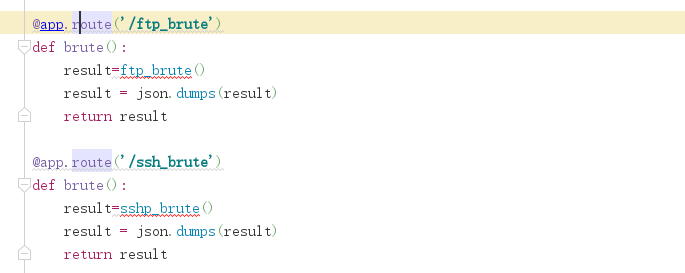 @app.route('/ftp_brute')
def brute():
result=ftp_brute()
result = json.dumps(result)
return result
@app.route('/ssh_brute')
def brute():
result=sshp_brute()
result = json.dumps(result)
return result